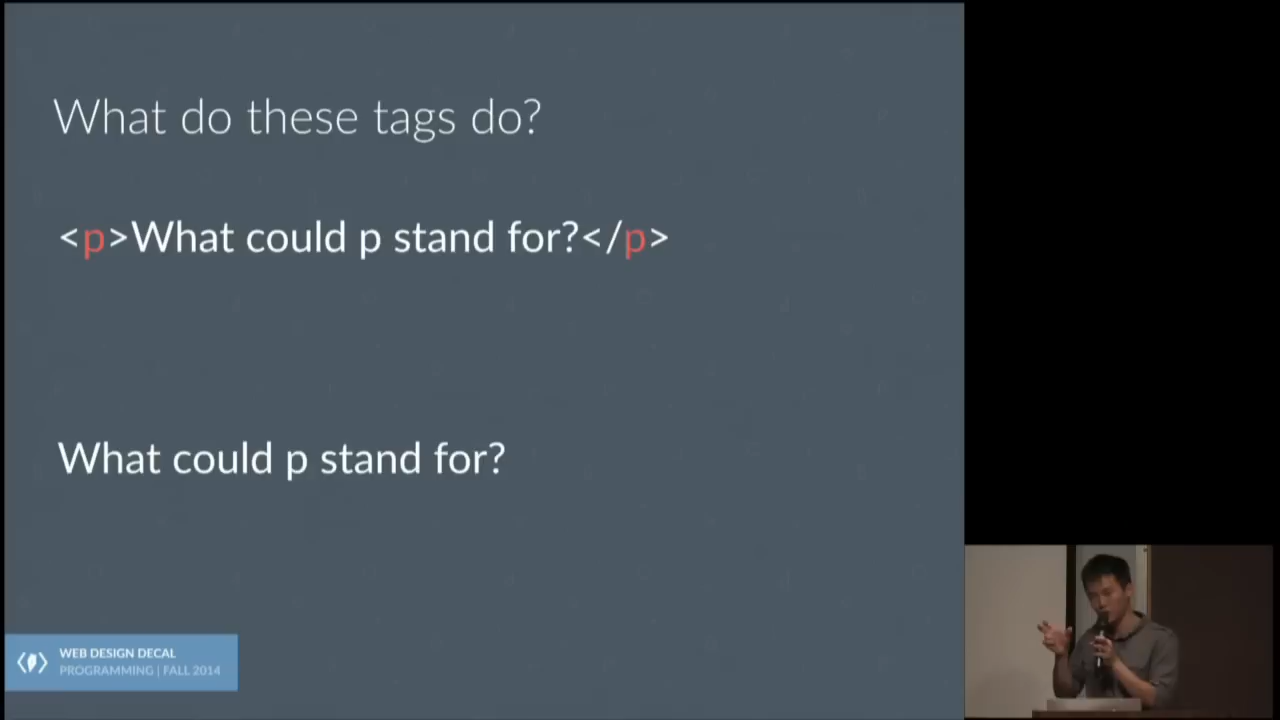 What do these tags do?
<p>What could p stand for?</p>
What could p stand for?
WEB DESIGN DECAL
PROGRAMMING | FALL 2014